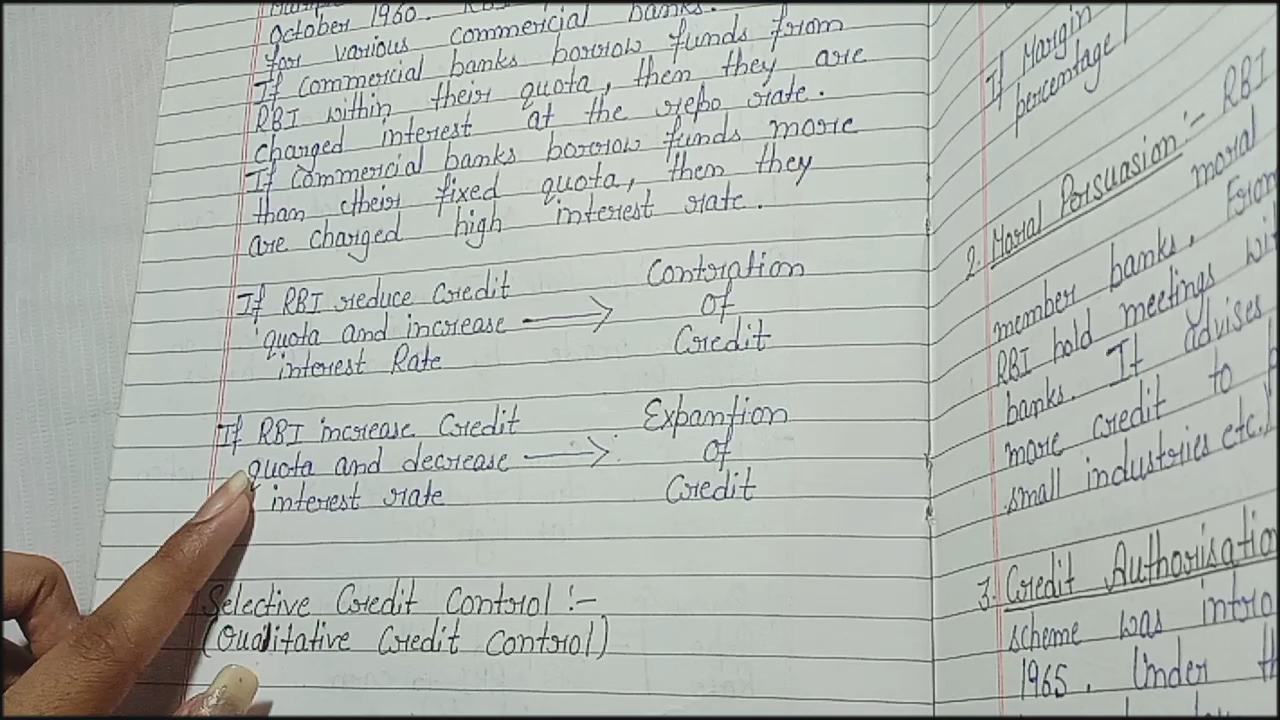 October 1960.
for various commercial banks.
If commercial banks borrow funds from
RBI within their quota, then they are
charged interest at the repo rate.
If commercial banks borrow funds more
than their fixed quota, then they
are charged high interest rate.
If RBI reduce Credit
quota and increase
interest Rate
Contration
of
Credit
If RBI increase Credit
quota and decrease
interest rate
Expantion
of
Credit
Selective Credit Control :-
(Qualitative Credit Control)
If Margin
percentage
2. Moral Persuasion :- RBI
moral
member banks. From
RBI hold meetings
banks. It advises
more credit to
small industries etc.)
3. Credit
scheme was
1965. Under